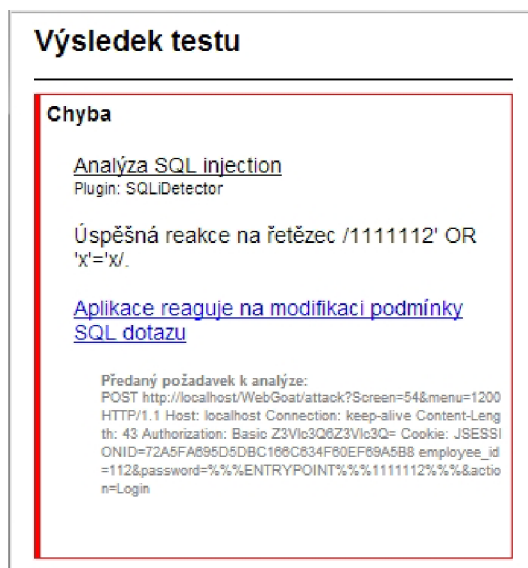 Výsledek testu
Chyba
Analýza SQL injection
Plugin: SQLiDetector
Úspěšná reakce na řetězec /1111112' OR
'x'='x/.
Aplikace reaguje na modifikaci podmínky
SQL dotazu
Předaný požadavek k analýze:
POST http://localhost/WebGoat/attack?Screen=54&menu=1200
HTTP/1.1 Host: localhost Connection: keep-alive Content-Leng
th: 43 Authorization: Basic Z3Vlc3Q6Z3Vlc3Q= Cookie: JSESSI
ONID=72A5FA695D5DBC166C634F60EF69A5B8 employee_id
=112&password=%%%ENTRYPOINT%%%1111112%%%&actio
n=Login